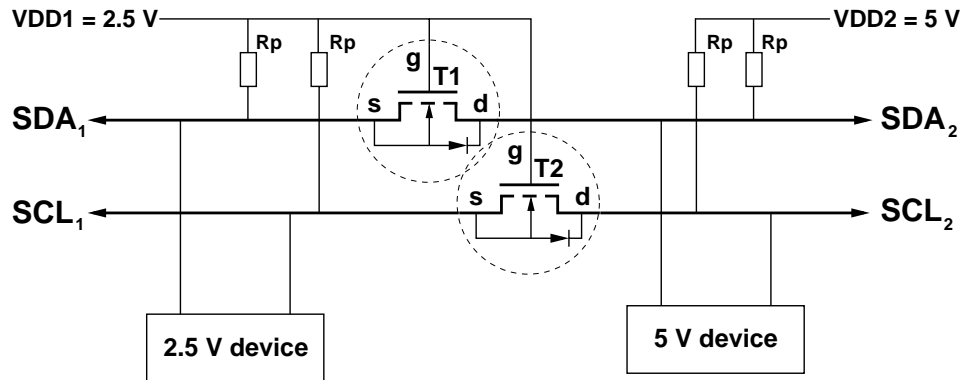 VDD1 = 2.5 V
VDD2 = 5 V
Rp
Rp
Rp
Rp
g
T1
s
d
SDA1
SDA2
g
T2
s
d
SCL1
SCL2
2.5 V device
5 V device